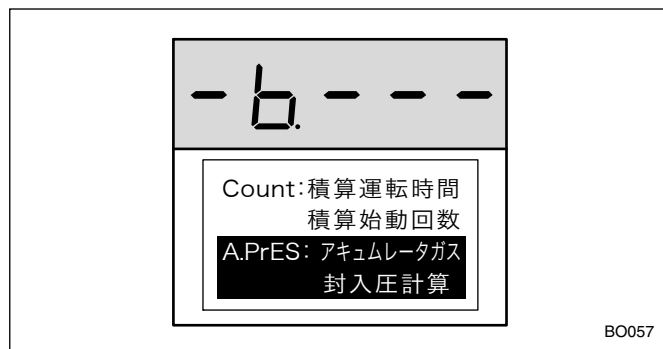 - b. - - -
Count:積算運転時間
積算始動回数
A.PrES: アキュムレータガス
封入圧計算
BO057